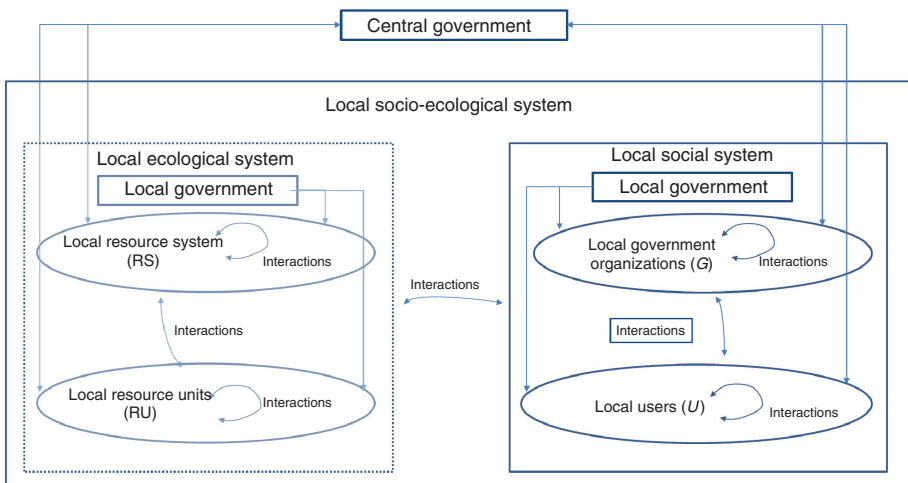 Central government
Local socio-ecological system
Local ecological system
Local government
Local resource system
(RS)
Interactions
Interactions
Local resource units
(RU)
Interactions
Interactions
Local social system
Local government
Local government
organizations (G)
Interactions
Interactions
Local users (U)
Interactions